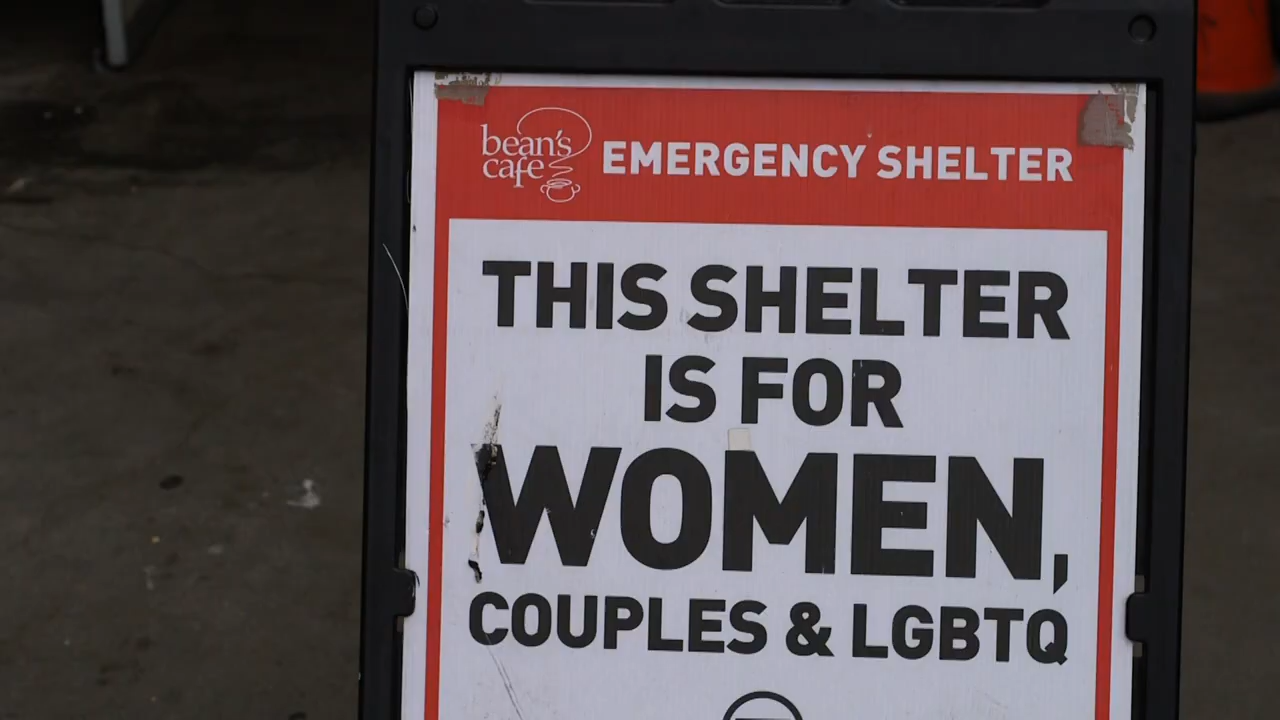 bean's
cafe
EMERGENCY SHELTER
THIS SHELTER
IS FOR
WOMEN,
COUPLES & LGBTQ